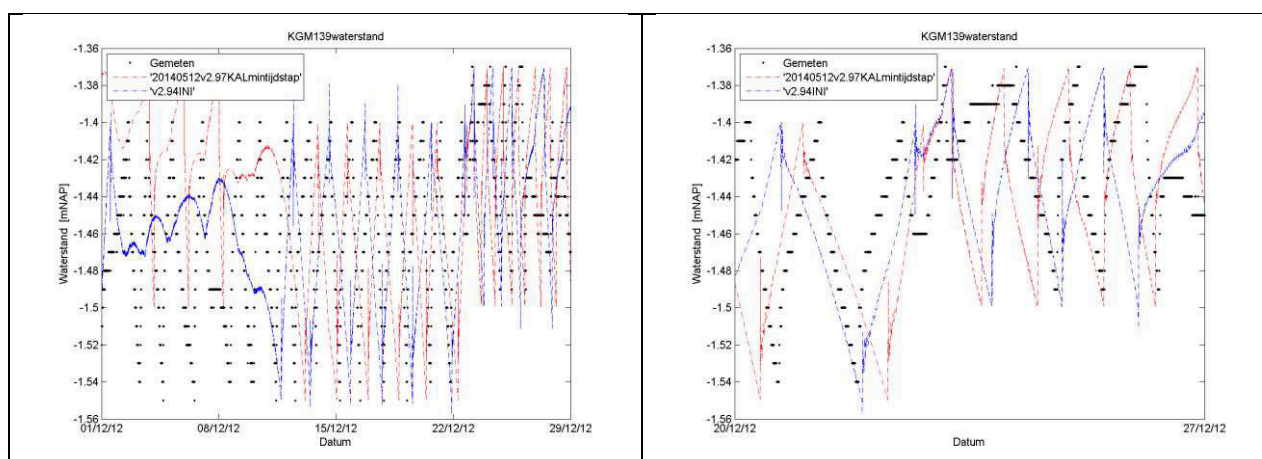 KGM139waterstand
-1.36
-1.38
-1.4
-1.42
-1.44
-1.46
-1.48
-1.5
-1.52
-1.54
-1.56
Waterstand [mNAP]
Gemeten
'20140512v2.97KALmintijdstap'
'v2.94INI'
01/12/12 08/12/12 15/12/12 22/12/12 29/12/12
Datum
KGM139waterstand
-1.36
-1.38
-1.4
-1.42
-1.44
-1.46
-1.48
-1.5
-1.52
-1.54
-1.56
Waterstand [mNAP]
Gemeten
'20140512v2.97KALmintijdstap'
'v2.94INI'
20/12/12 27/12/12
Datum